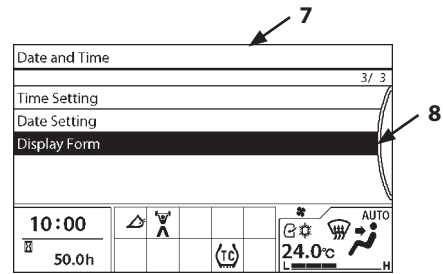 7
Date and Time
3/ 3
Time Setting
8
Date Setting
Display Form
10:00
AUTO
50.0h
(TC)
24.0℃
L H